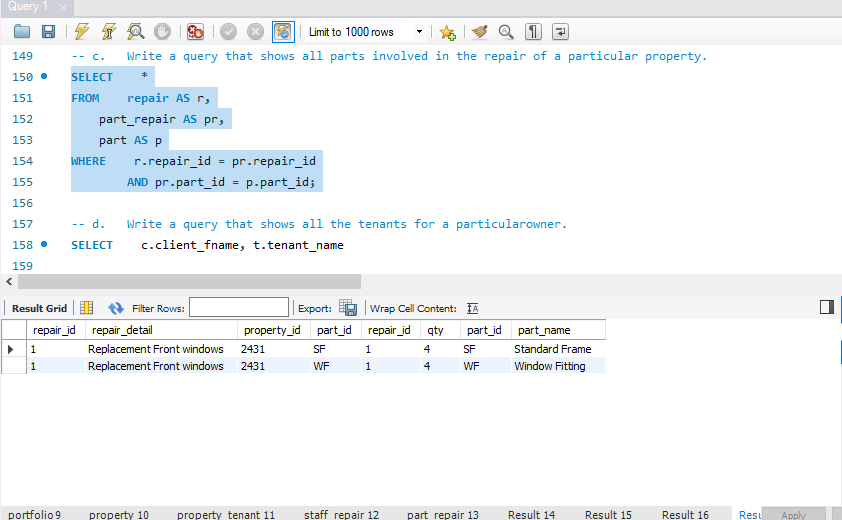 Query 1
Limit to 1000 rows
149 -- c. Write a query that shows all parts involved in the repair of a particular property.
150 SELECT *
151 FROM repair AS r,
152 part_repair AS pr,
153 part AS p
154 WHERE r.repair_id = pr.repair_id
155 AND pr.part_id = p.part_id;
156
157 -- d. Write a query that shows all the tenants for a particularowner.
158 SELECT c.client_fname, t.tenant_name
159
Result Grid Filter Rows: Export: Wrap Cell Content:
repair_id repair_detail property_id part_id repair_id qty part_id part_name
1 Replacement Front windows 2431 SF 1 4 SF Standard Frame
1 Replacement Front windows 2431 WF 1 4 WF Window Fitting
portfolio 9 property 10 property_tenant 11 staff_repair 12 part_repair 13 Result 14 Result 15 Result 16 Resu Apply